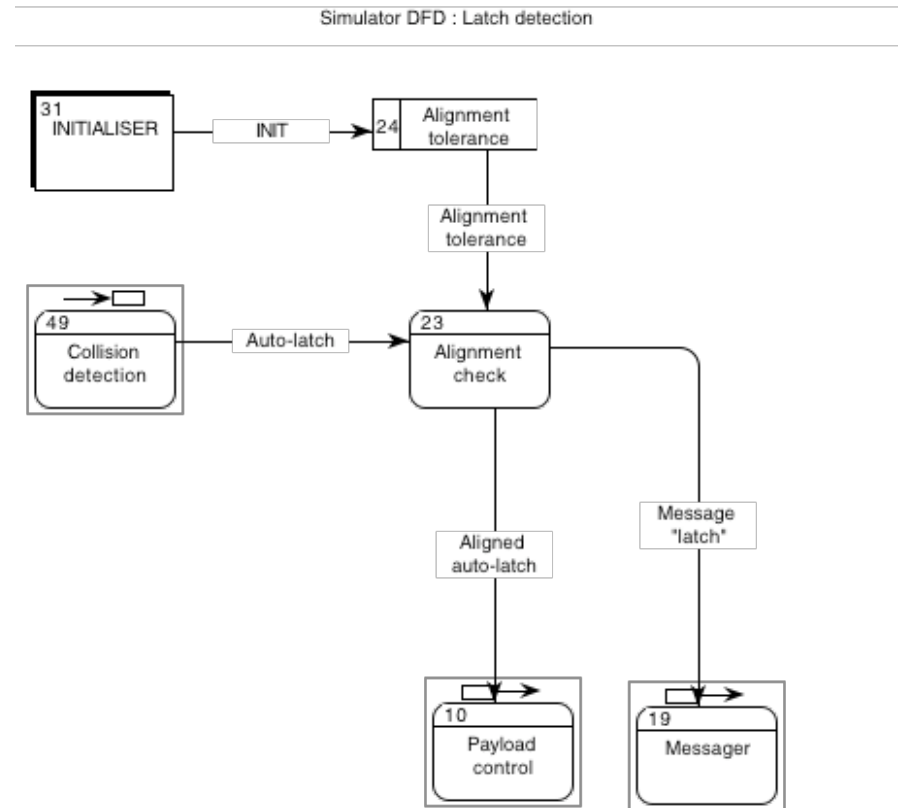 Simulator DFD : Latch detection
31
INITIALISER
INIT
24
Alignment
tolerance
Alignment
tolerance
49
Collision
detection
Auto-latch
23
Alignment
check
Message
"latch"
Aligned
auto-latch
10
Payload
control
19
Messager